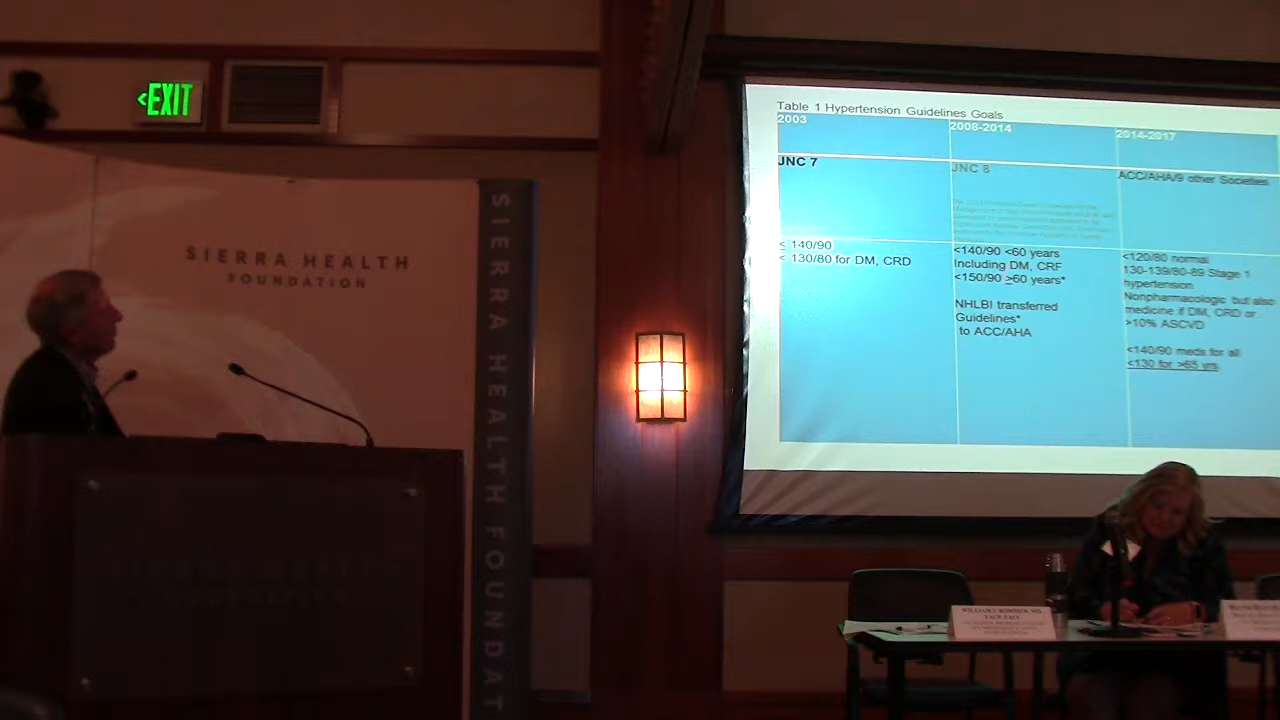 <EXIT
SIERRA HEALTH
FOUNDATION
SIERRA HEALTH FOUNDAT
Table 1 Hypertension Guidelines Goals
2003
2008-2014
2014-2017
JNC 7
JNC 8
ACC/AHA/9 other Societies
≤ 140/90
< 130/80 for DM, CRD
<140/90 <60 years
Including DM, CRF
<150/90 ≥60 years*
NHLBI transferred
Guidelines*
to ACC/AHA
<120/80 normal
130-139/80-89 Stage 1
hypertension
Nonpharmacologic but also
medicine if DM, CRD or
>10% ASCVD
<140/90 meds for all
<130 for >65 yrs